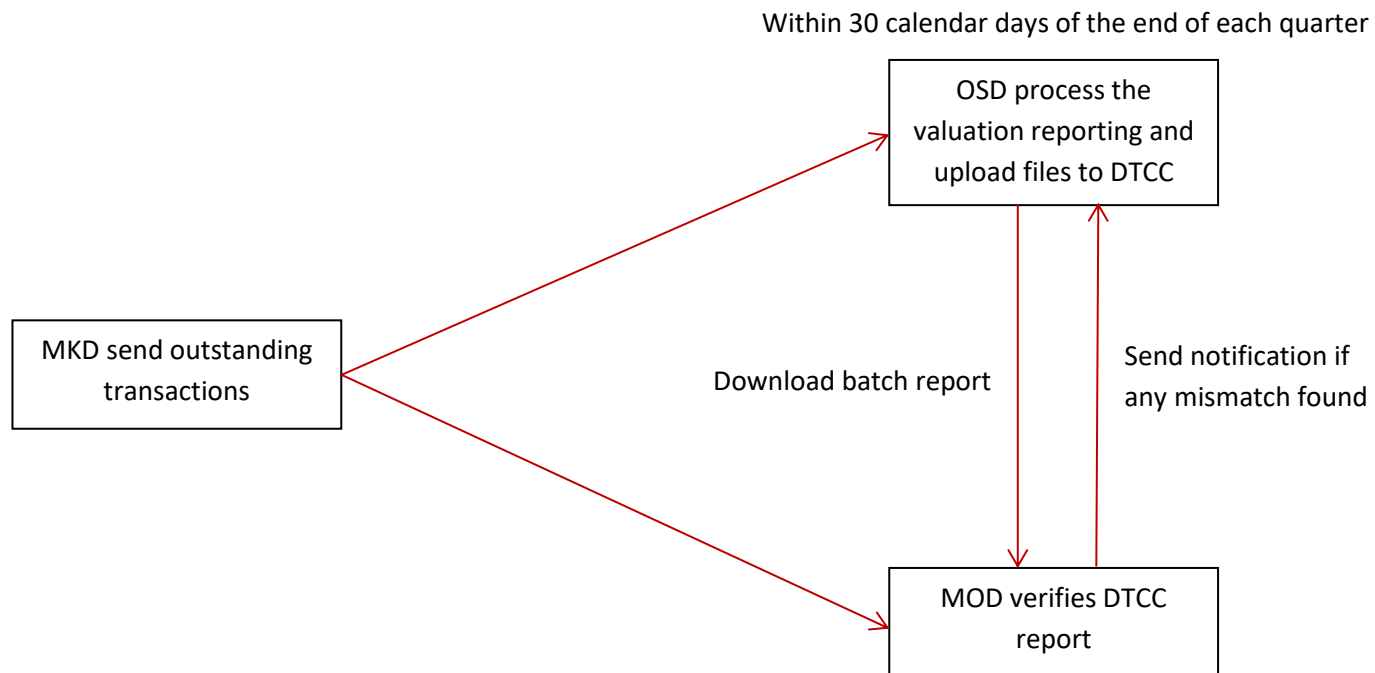 Within 30 calendar days of the end of each quarter
OSD process the
valuation reporting and
upload files to DTCC
MKD send outstanding
transactions
Download batch report
Send notification if
any mismatch found
MOD verifies DTCC
report